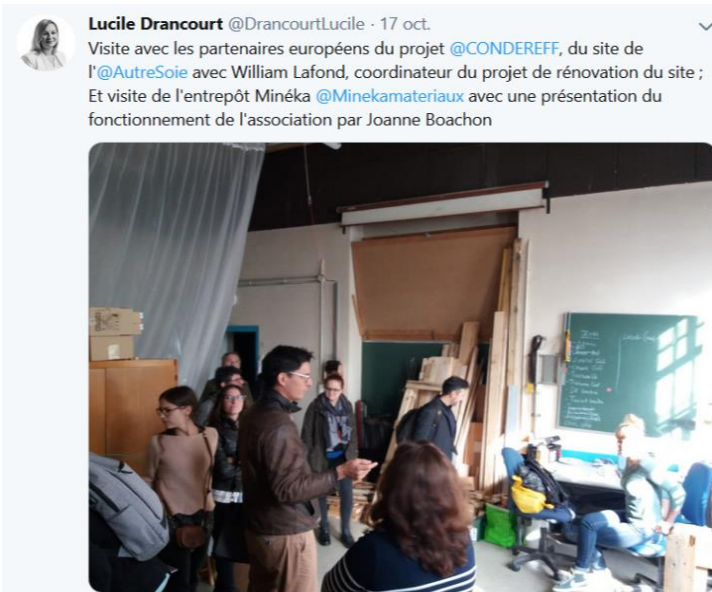 Lucile Drancourt @DrancourtLucile · 17 oct.
Visite avec les partenaires européens du projet @CONDEREFF, du site de
l'@AutreSoie avec William Lafond, coordinateur du projet de rénovation du site ;
Et visite de l'entrepôt Minéka @Minekamateriaux avec une présentation du
fonctionnement de l'association par Joanne Boachon